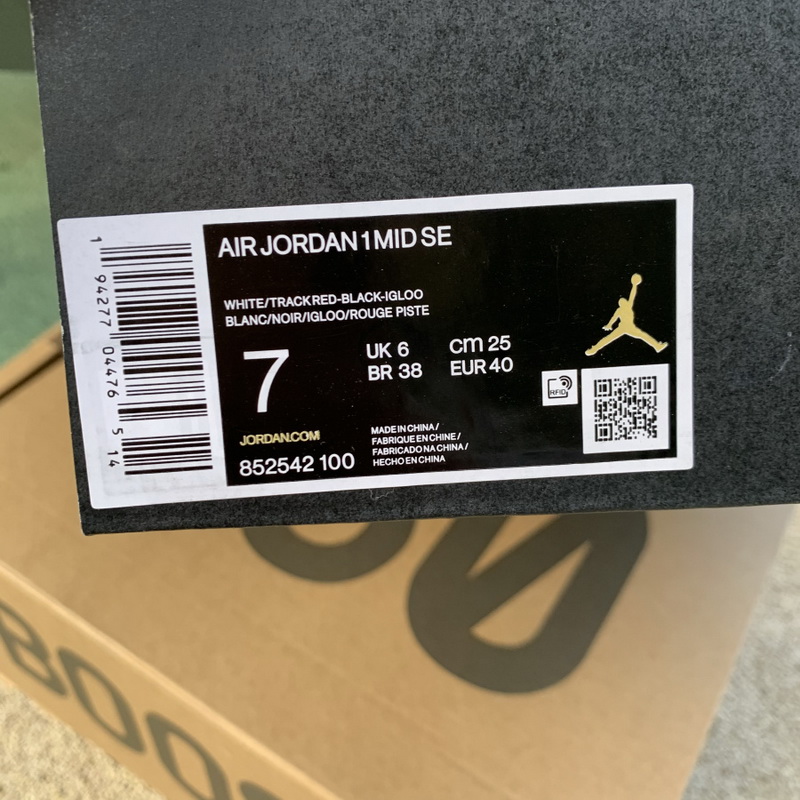 AIR JORDAN 1 MID SE
WHITE/TRACK RED-BLACK-IGLOO
BLANC/NOIR/IGLOO/ROUGE PISTE
7
UK 6
BR 38
cm 25
EUR 40
RFID
JORDAN.COM
852542 100
MADE IN CHINA /
FABRIQUE EN CHINE /
FABRICADO NA CHINA /
HECHO EN CHINA
1 94277 04476 5 14